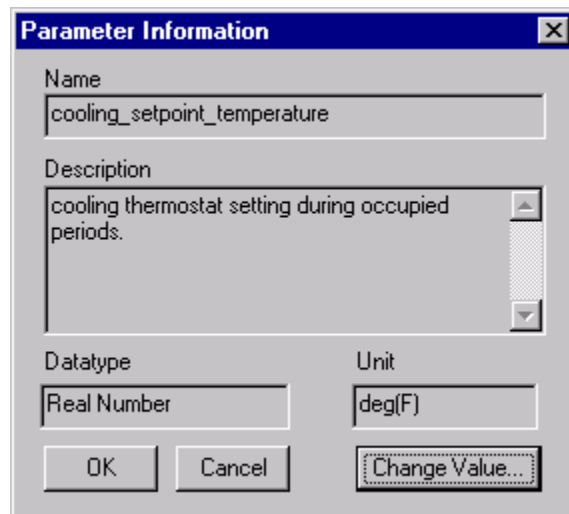 Parameter Information
Name
cooling_setpoint_temperature
Description
cooling thermostat setting during occupied
periods.
Datatype
Unit
Real Number
deg(F)
OK
Cancel
Change Value...